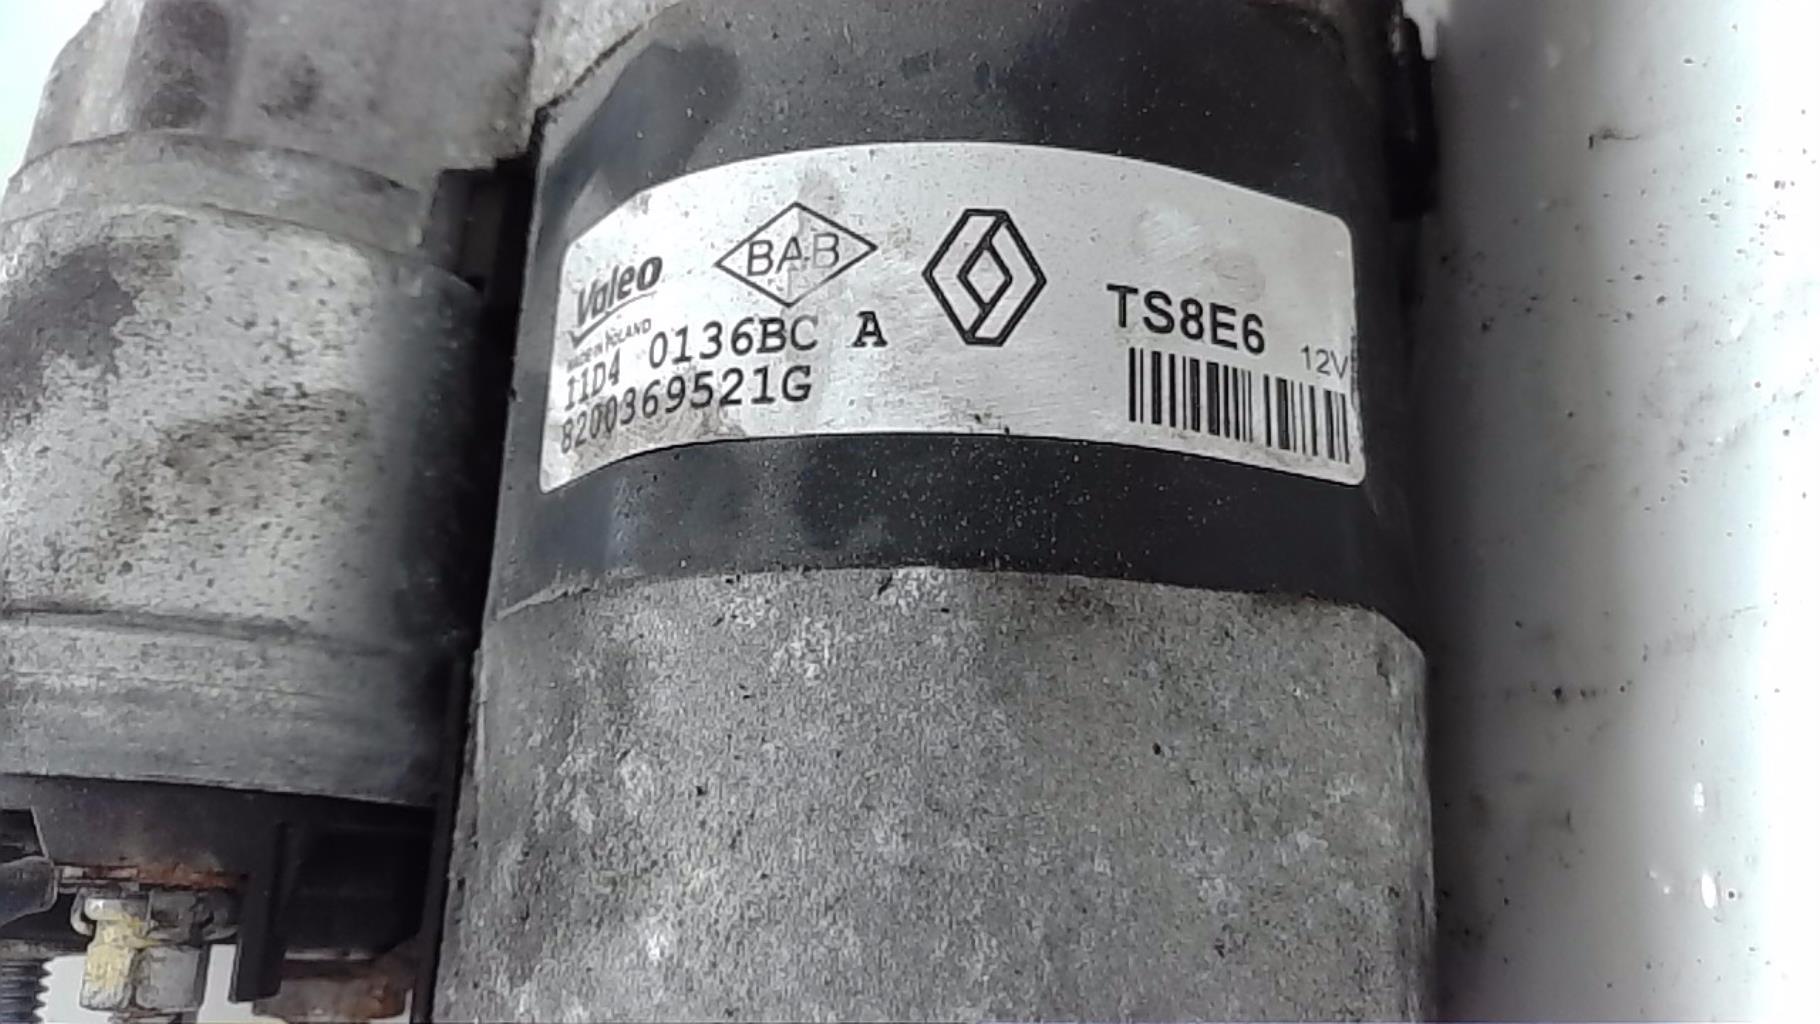 Valeo
MADE IN POLAND
BAB
TS8E6
12V
11D4 0136BC A
8200369521G